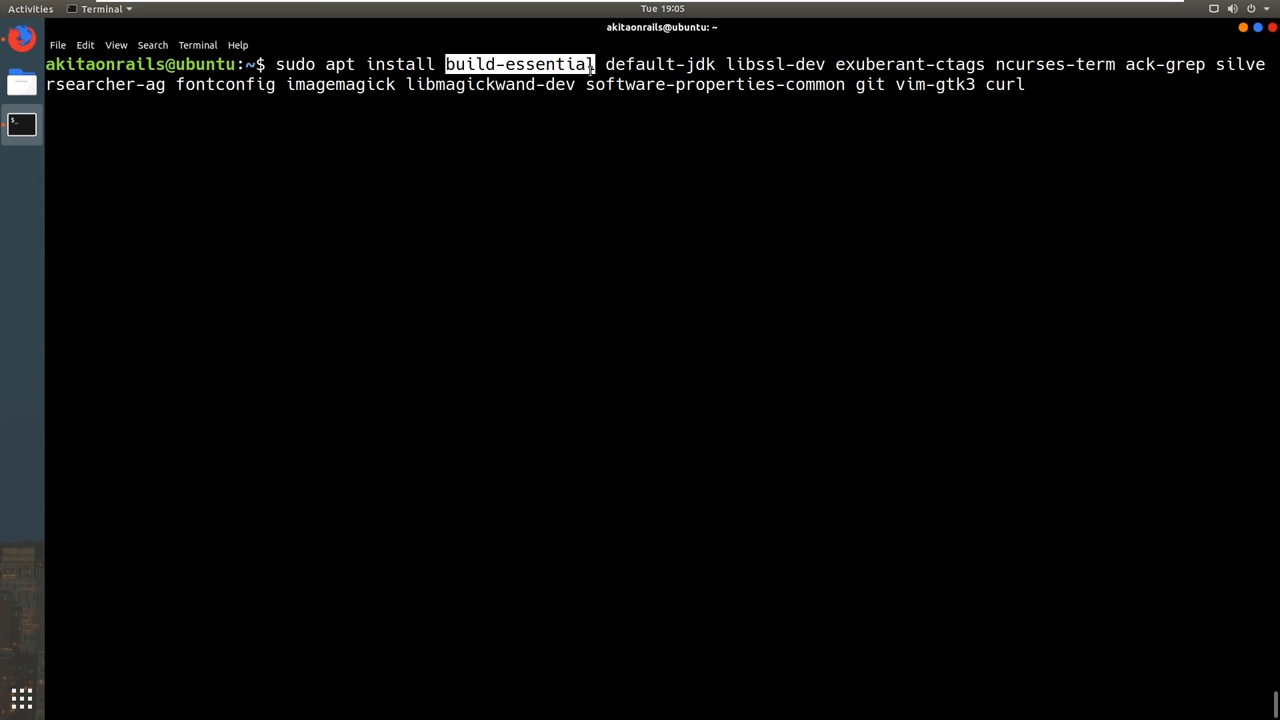 Activities Terminal Tue 19:05
akitaonrails@ubuntu: ~
File Edit View Search Terminal Help
akitaonrails@ubuntu:~$ sudo apt install build-essential default-jdk libssl-dev exuberant-ctags ncurses-term ack-grep silve
rsearcher-ag fontconfig imagemagick libmagickwand-dev software-properties-common git vim-gtk3 curl